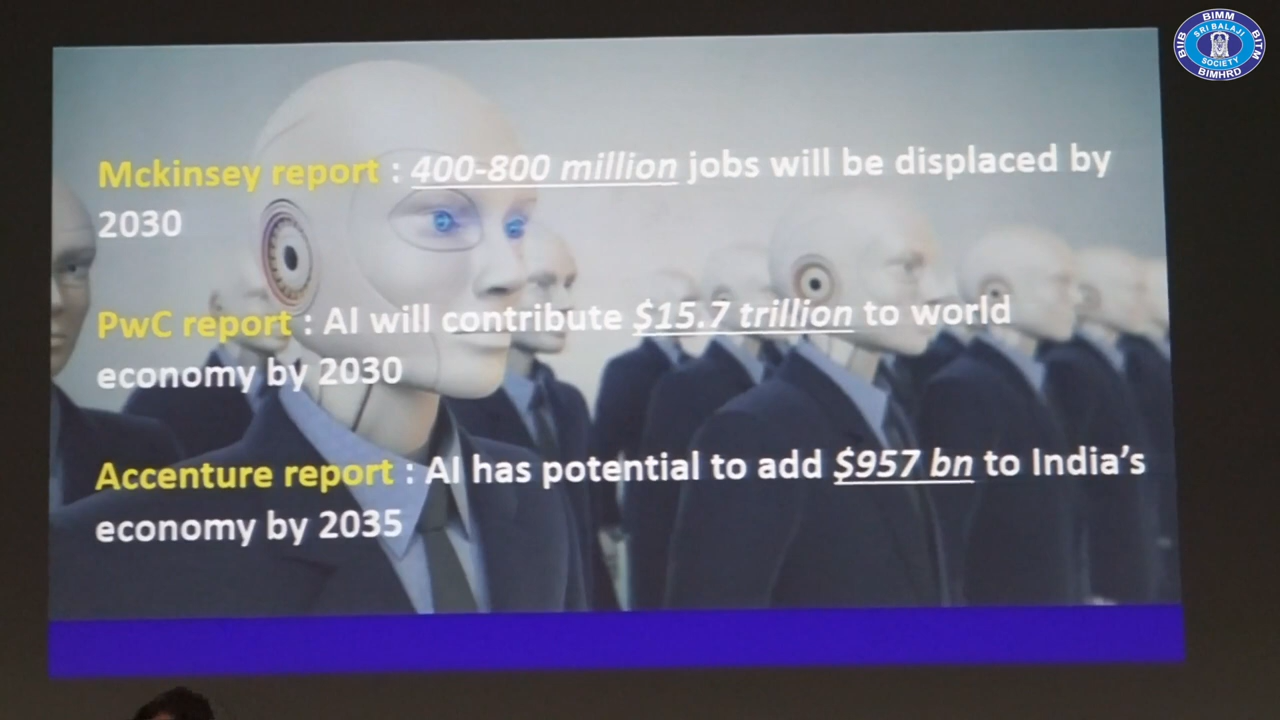 Mckinsey report : 400-800 million jobs will be displaced by
2030
PwC report : AI will contribute $15.7 trillion to world
economy by 2030
Accenture report : AI has potential to add $957 bn to India's
economy by 2035
BIMM
BIIB
SRI BALAJI
SOCIETY
BITM
BIMHRD